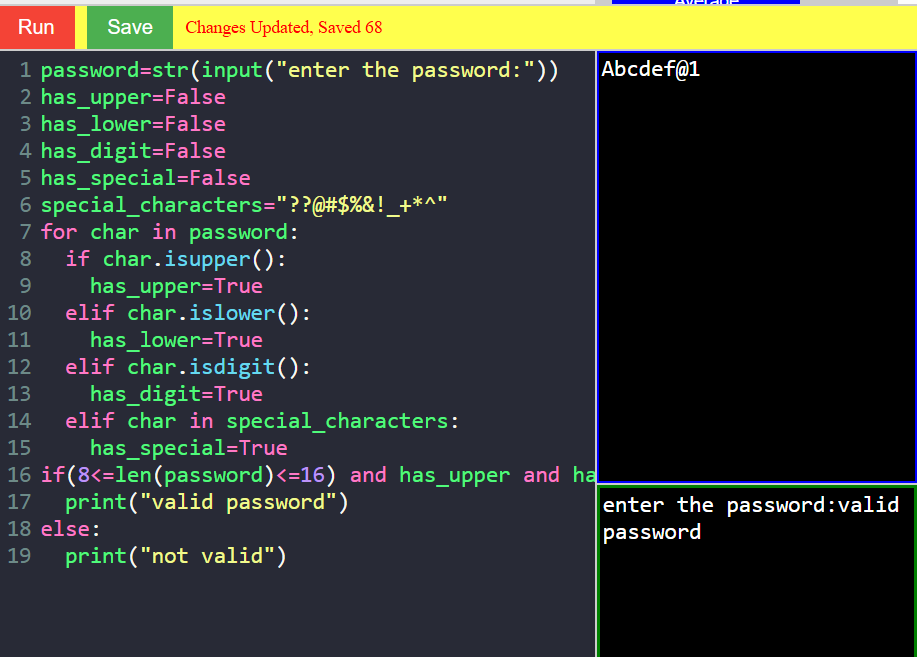 Average
Run Save Changes Updated, Saved 68
1 password=str(input("enter the password:"))
2 has_upper=False
3 has_lower=False
4 has_digit=False
5 has_special=False
6 special_characters="??@#$%&!_+*^"
7 for char in password:
8   if char.isupper():
9     has_upper=True
10   elif char.islower():
11     has_lower=True
12   elif char.isdigit():
13     has_digit=True
14   elif char in special_characters:
15     has_special=True
16 if(8<=len(password)<=16) and has_upper and ha
17   print("valid password")
18 else:
19   print("not valid")
Abcdef@1
enter the password:valid
password